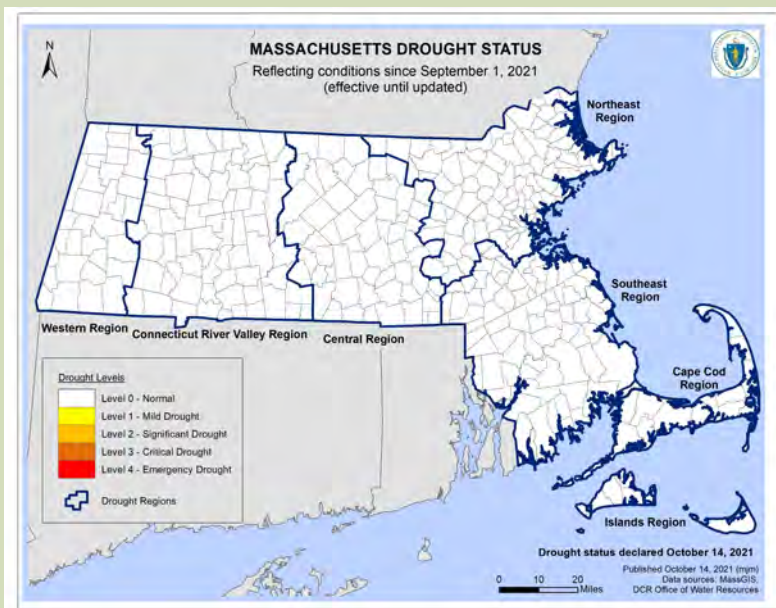 MASSACHUSETTS DROUGHT STATUS
Reflecting conditions since September 1, 2021
(effective until updated)
N
Northeast
Region
Southeast
Region
Cape Cod
Region
Western Region
Connecticut River Valley Region
Central Region
Islands Region
Drought Levels
Level 0 - Normal
Level 1 - Mild Drought
Level 2 - Significant Drought
Level 3 - Critical Drought
Level 4 - Emergency Drought
Drought Regions
Drought status declared October 14, 2021
Published October 14, 2021 (mjm)
Data sources: MassGIS,
DCR Office of Water Resources
0 10 20
Miles